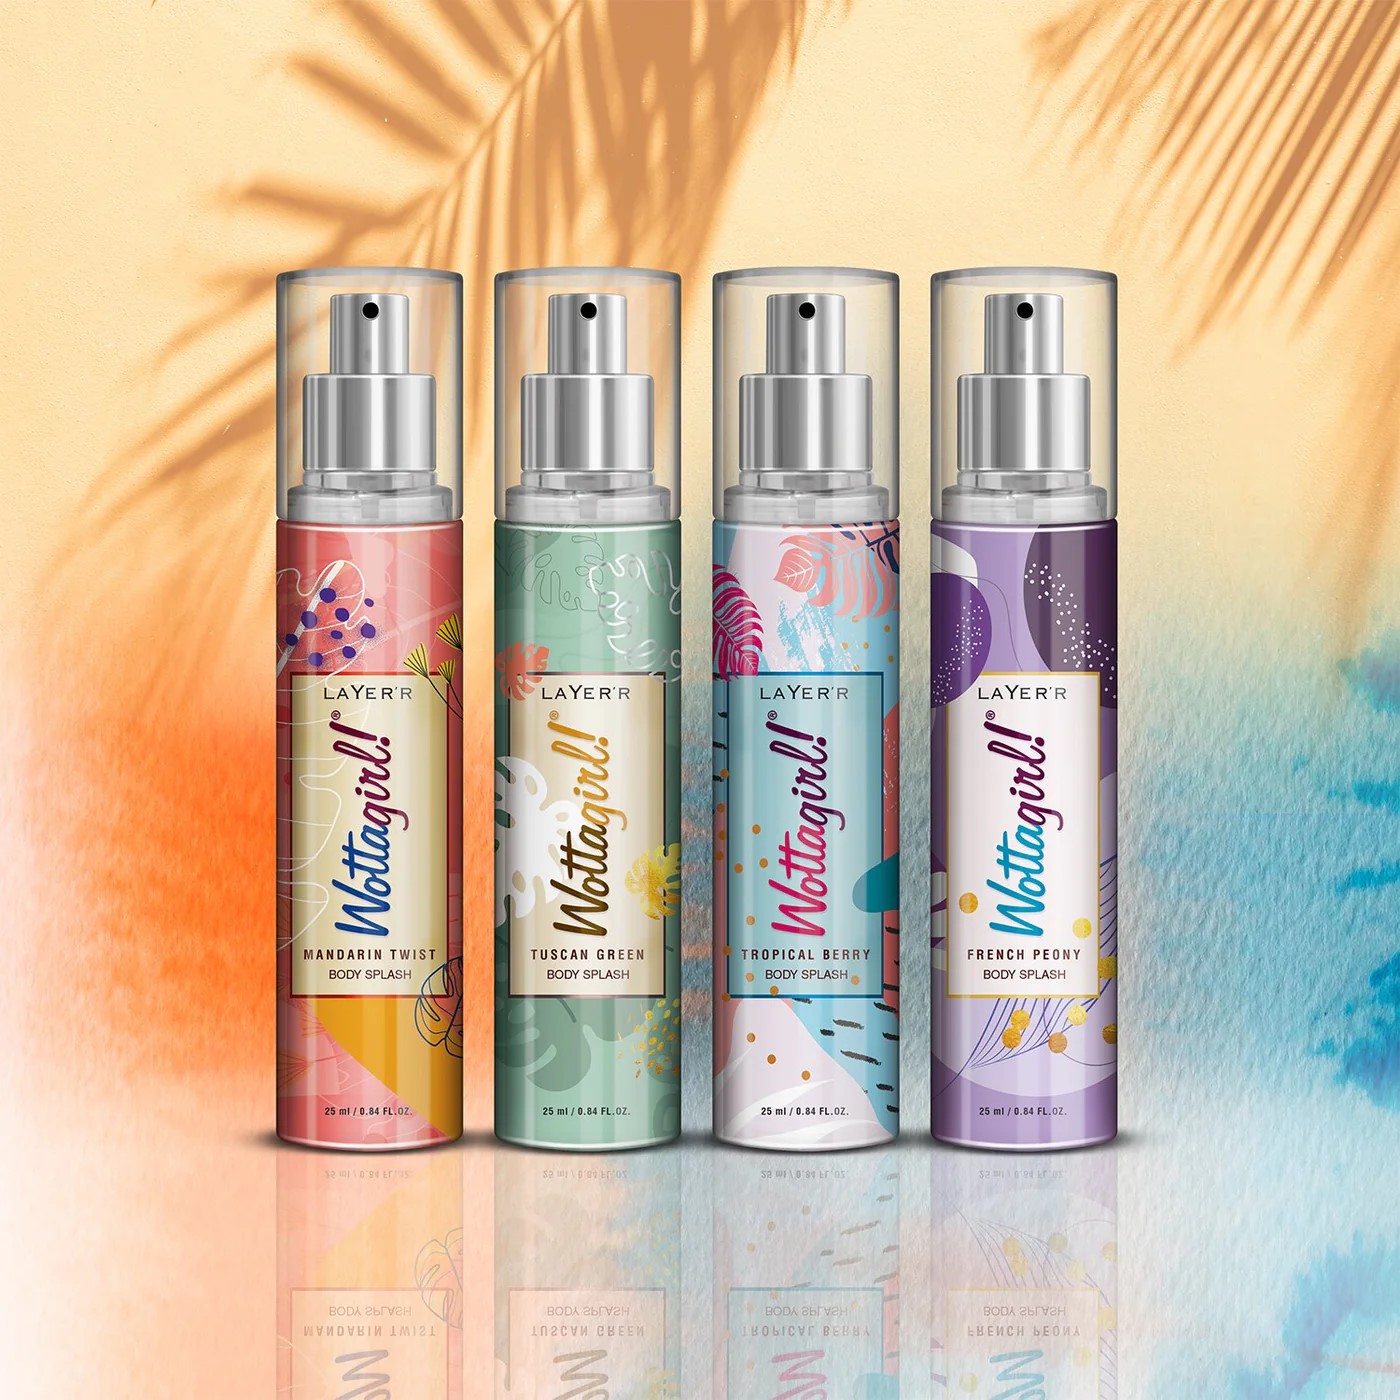 LAYER'R
Wottagirl!®
MANDARIN TWIST
BODY SPLASH
25 ml / 0.84 FL.OZ.
LAYER'R
Wottagirl!®
TUSCAN GREEN
BODY SPLASH
25 ml / 0.84 FL.OZ.
LAYER'R
Wottagirl!®
TROPICAL BERRY
BODY SPLASH
25 ml / 0.84 FL.OZ.
LAYER'R
Wottagirl!®
FRENCH PEONY
BODY SPLASH
25 ml / 0.84 FL.OZ.